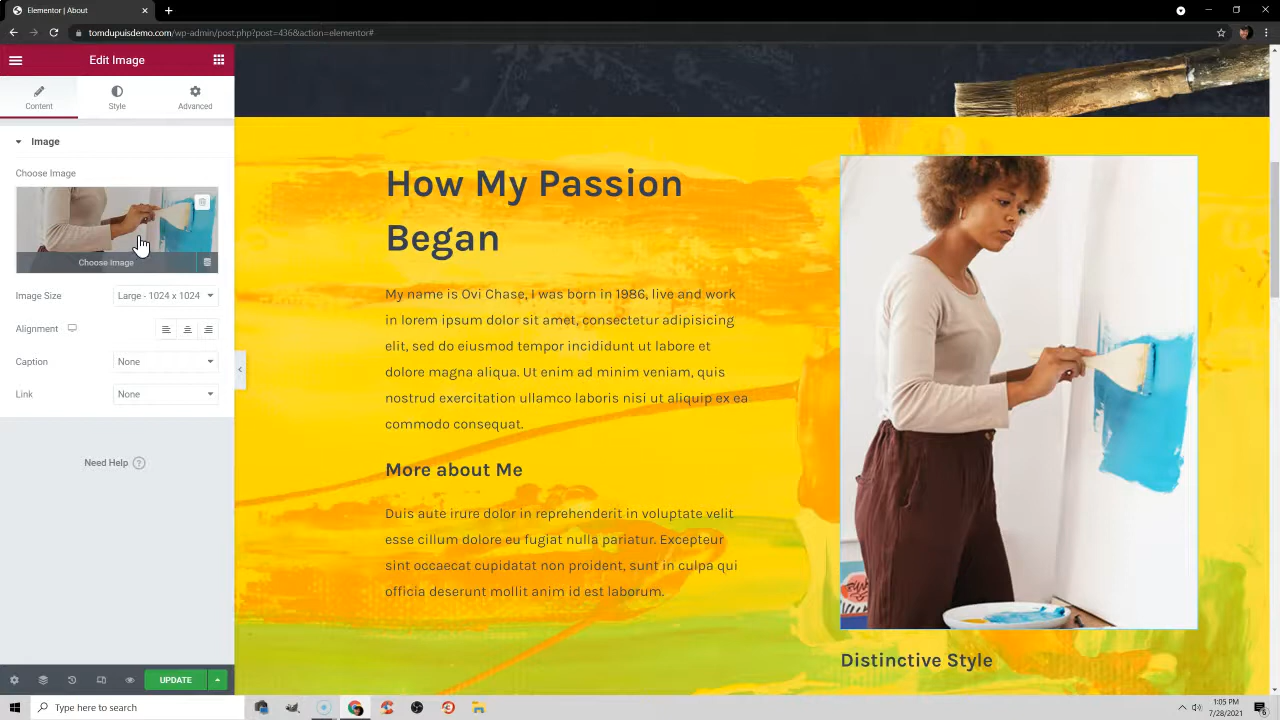 Elementor | About
tomdupuisdemo.com/wp-admin/post.php?post=436&action=elementor#
Edit Image
Content
Style
Advanced
Image
Choose Image
Choose Image
Image Size
Large - 1024 x 1024
Alignment
Caption
None
Link
None
Need Help
UPDATE
How My Passion
Began
My name is Ovi Chase, I was born in 1986, live and work
in lorem ipsum dolor sit amet, consectetur adipisicing
elit, sed do eiusmod tempor incididunt ut labore et
dolore magna aliqua. Ut enim ad minim veniam, quis
nostrud exercitation ullamco laboris nisi ut aliquip ex ea
commodo consequat.
More about Me
Duis aute irure dolor in reprehenderit in voluptate velit
esse cillum dolore eu fugiat nulla pariatur. Excepteur
sint occaecat cupidatat non proident, sunt in culpa qui
officia deserunt mollit anim id est laborum.
Distinctive Style
Type here to search
1:05 PM
7/28/2021